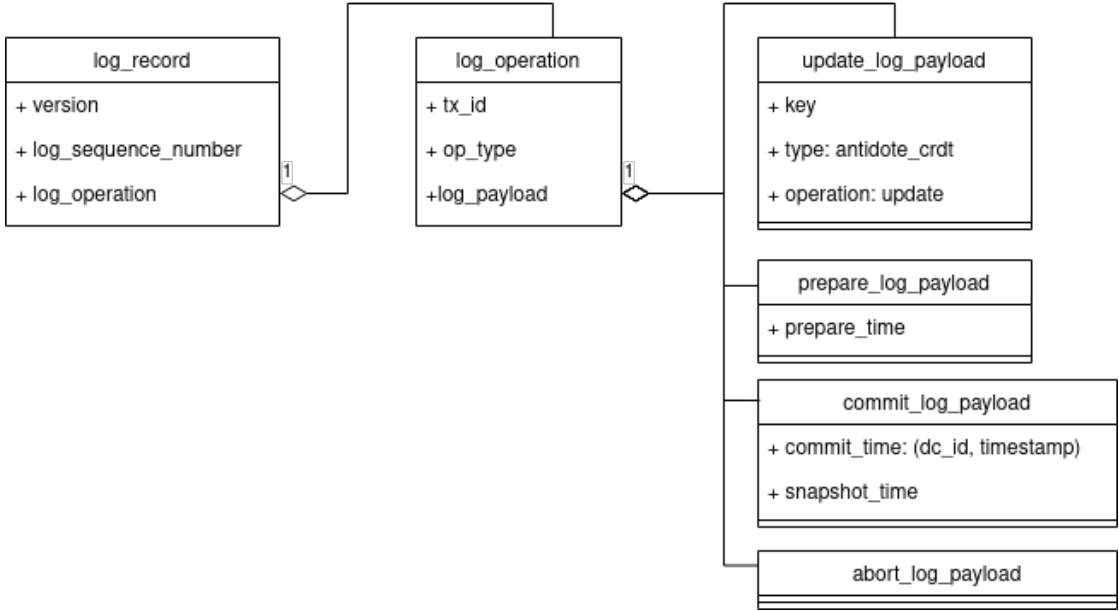 log_record
+ version
+ log_sequence_number
+ log_operation
1
log_operation
+ tx_id
+ op_type
+log_payload
1
update_log_payload
+ key
+ type: antidote_crdt
+ operation: update
prepare_log_payload
+ prepare_time
commit_log_payload
+ commit_time: (dc_id, timestamp)
+ snapshot_time
abort_log_payload